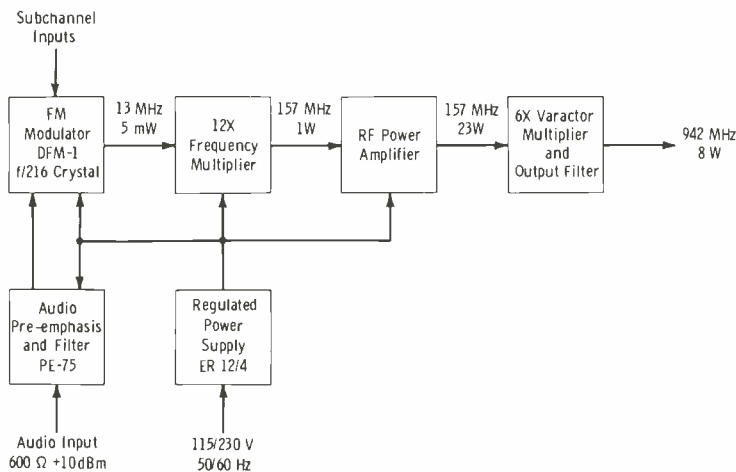 Subchannel
Inputs
FM
Modulator
DFM-1
f/216 Crystal
13 MHz
5 mW
12X
Frequency
Multiplier
157 MHz
1W
RF Power
Amplifier
157 MHz
23W
6X Varactor
Multiplier
and
Output Filter
942 MHz
8 W
Audio
Pre-emphasis
and Filter
PE-75
Regulated
Power
Supply
ER 12/4
Audio Input
600 Ω +10dBm
115/230 V
50/60 Hz